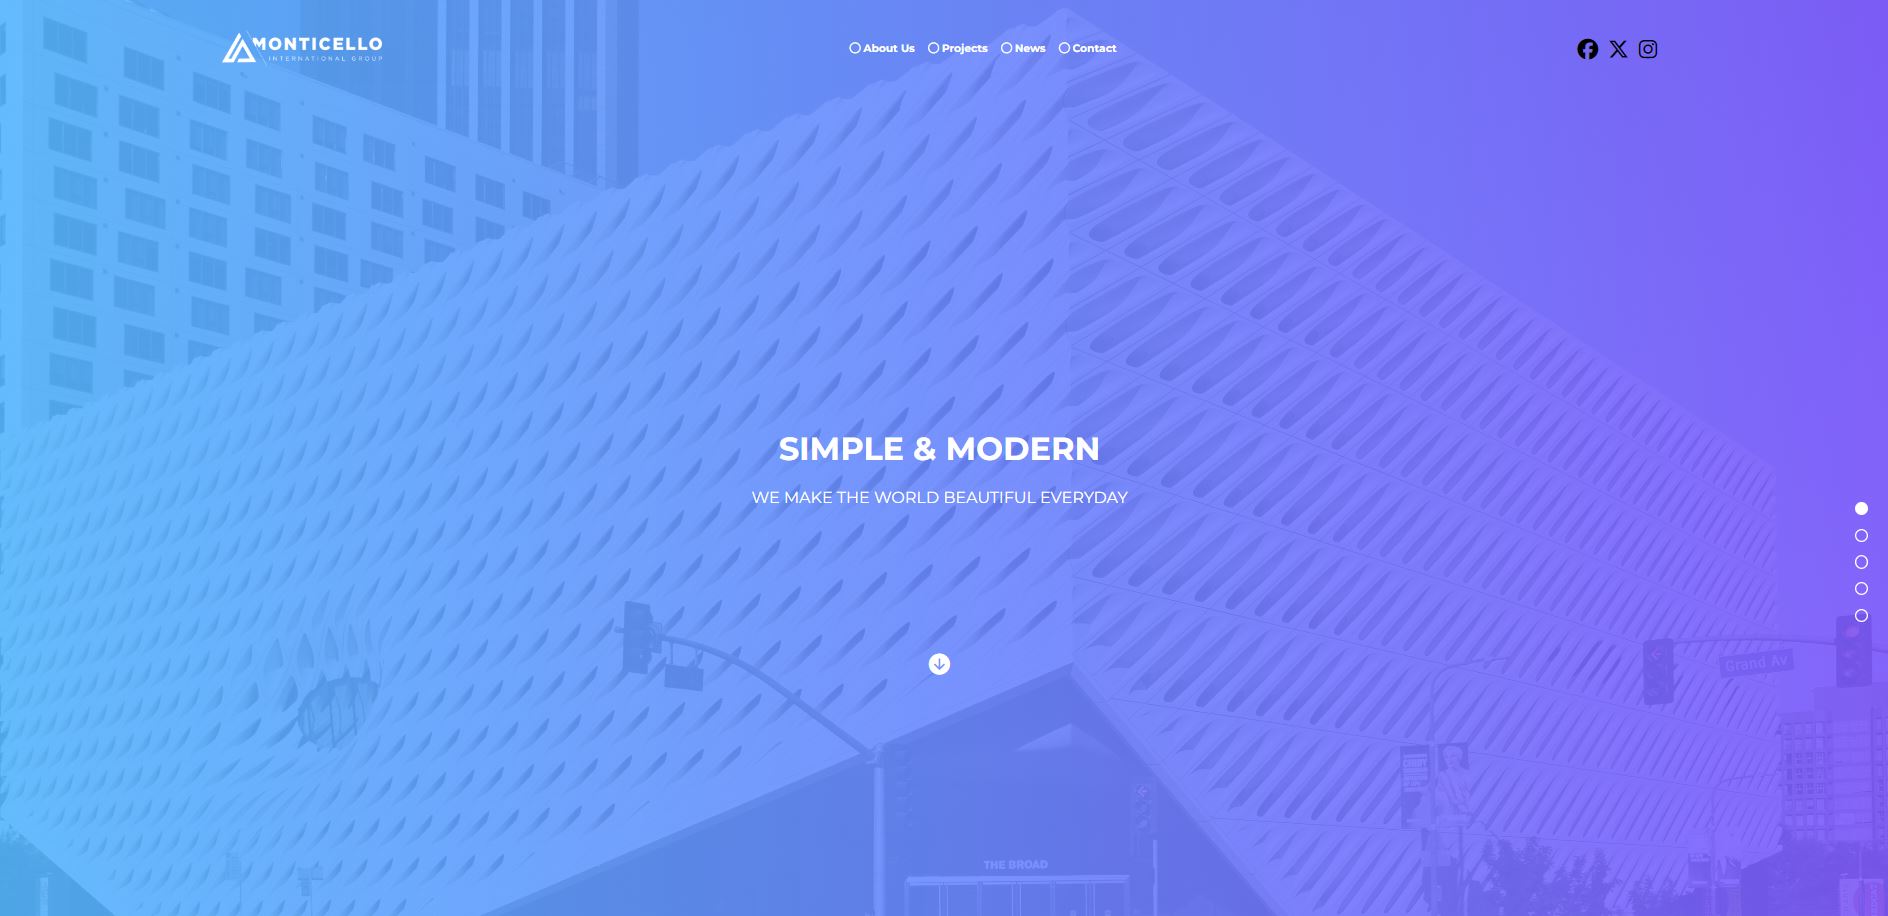 MONTICELLO
INTERNATIONAL GROUP
About Us
Projects
News
Contact
SIMPLE & MODERN
WE MAKE THE WORLD BEAUTIFUL EVERYDAY
Grand Av
CINDY
THE BROAD